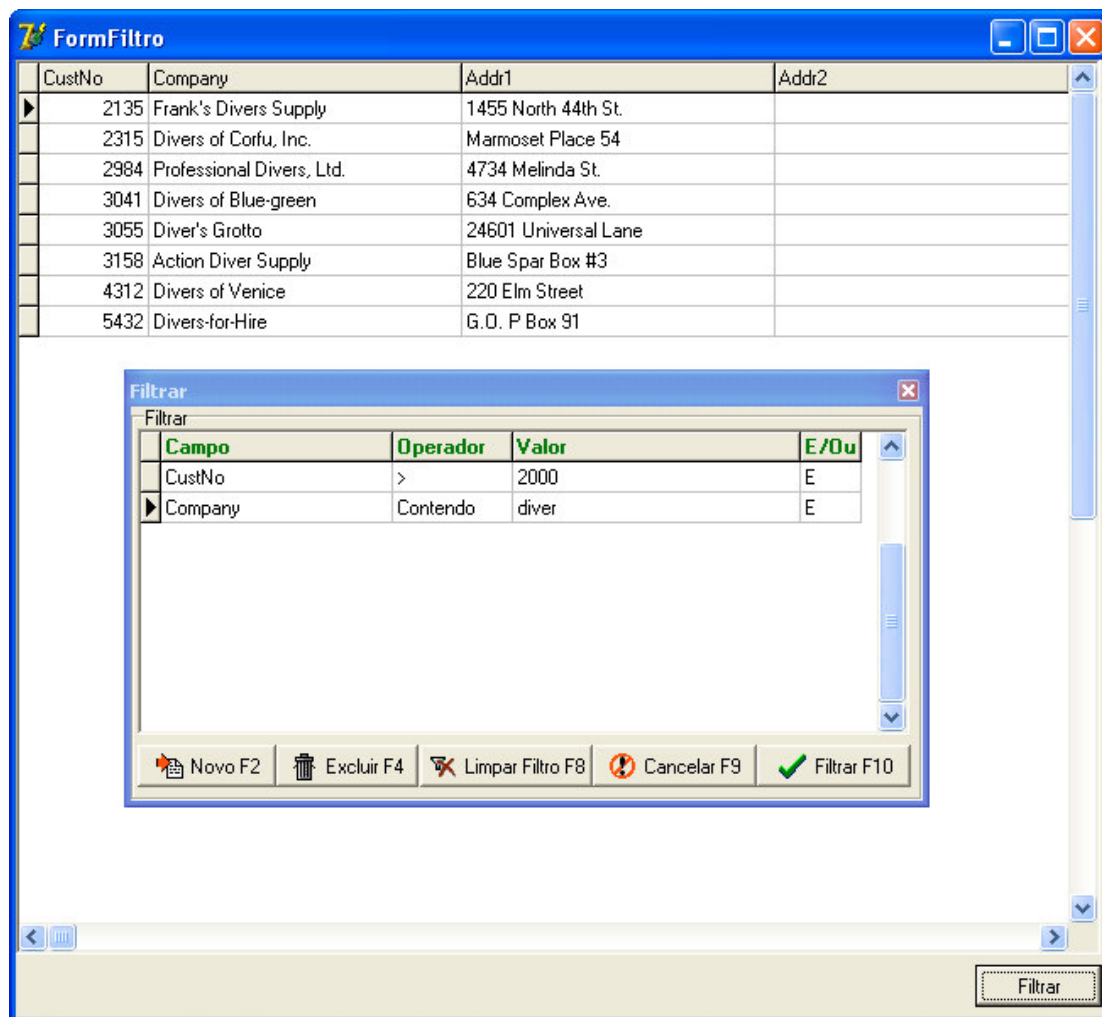 FormFiltro
CustNo Company Addr1 Addr2
2135 Frank's Divers Supply 1455 North 44th St.
2315 Divers of Corfu, Inc. Marmoset Place 54
2984 Professional Divers, Ltd. 4734 Melinda St.
3041 Divers of Blue-green 634 Complex Ave.
3055 Diver's Grotto 24601 Universal Lane
3158 Action Diver Supply Blue Spar Box #3
4312 Divers of Venice 220 Elm Street
5432 Divers-for-Hire G.O. P Box 91
Filtrar
Filtrar
Campo Operador Valor E/Ou
CustNo > 2000 E
Company Contendo diver E
Novo F2 Excluir F4 Limpar Filtro F8 Cancelar F9 Filtrar F10
Filtrar